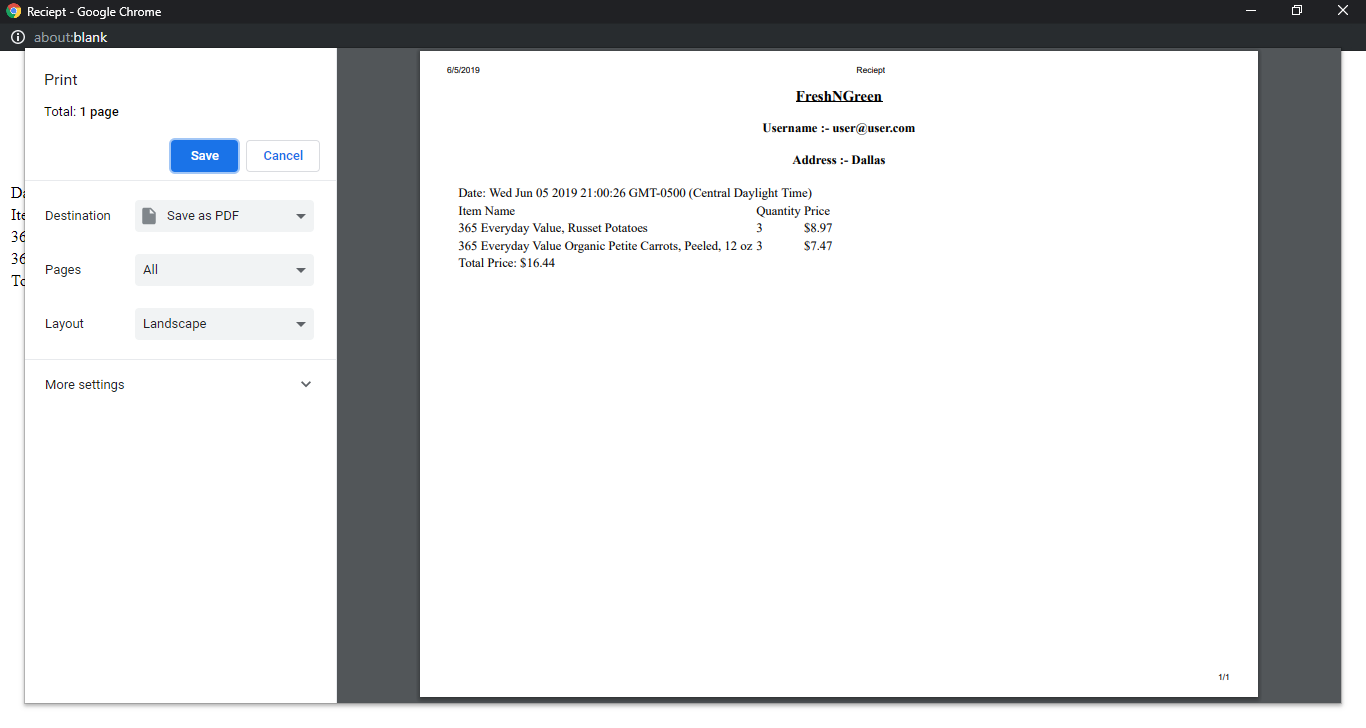 Reciept - Google Chrome
about:blank
Print
Total: 1 page
Save
Cancel
Destination
Save as PDF
Pages
All
Layout
Landscape
More settings
Da
Ite
36
36
To
6/5/2019
Reciept
FreshNGreen
Username :- user@user.com
Address :- Dallas
Date: Wed Jun 05 2019 21:00:26 GMT-0500 (Central Daylight Time)
Item Name Quantity Price
365 Everyday Value, Russet Potatoes 3 $8.97
365 Everyday Value Organic Petite Carrots, Peeled, 12 oz 3 $7.47
Total Price: $16.44
1/1